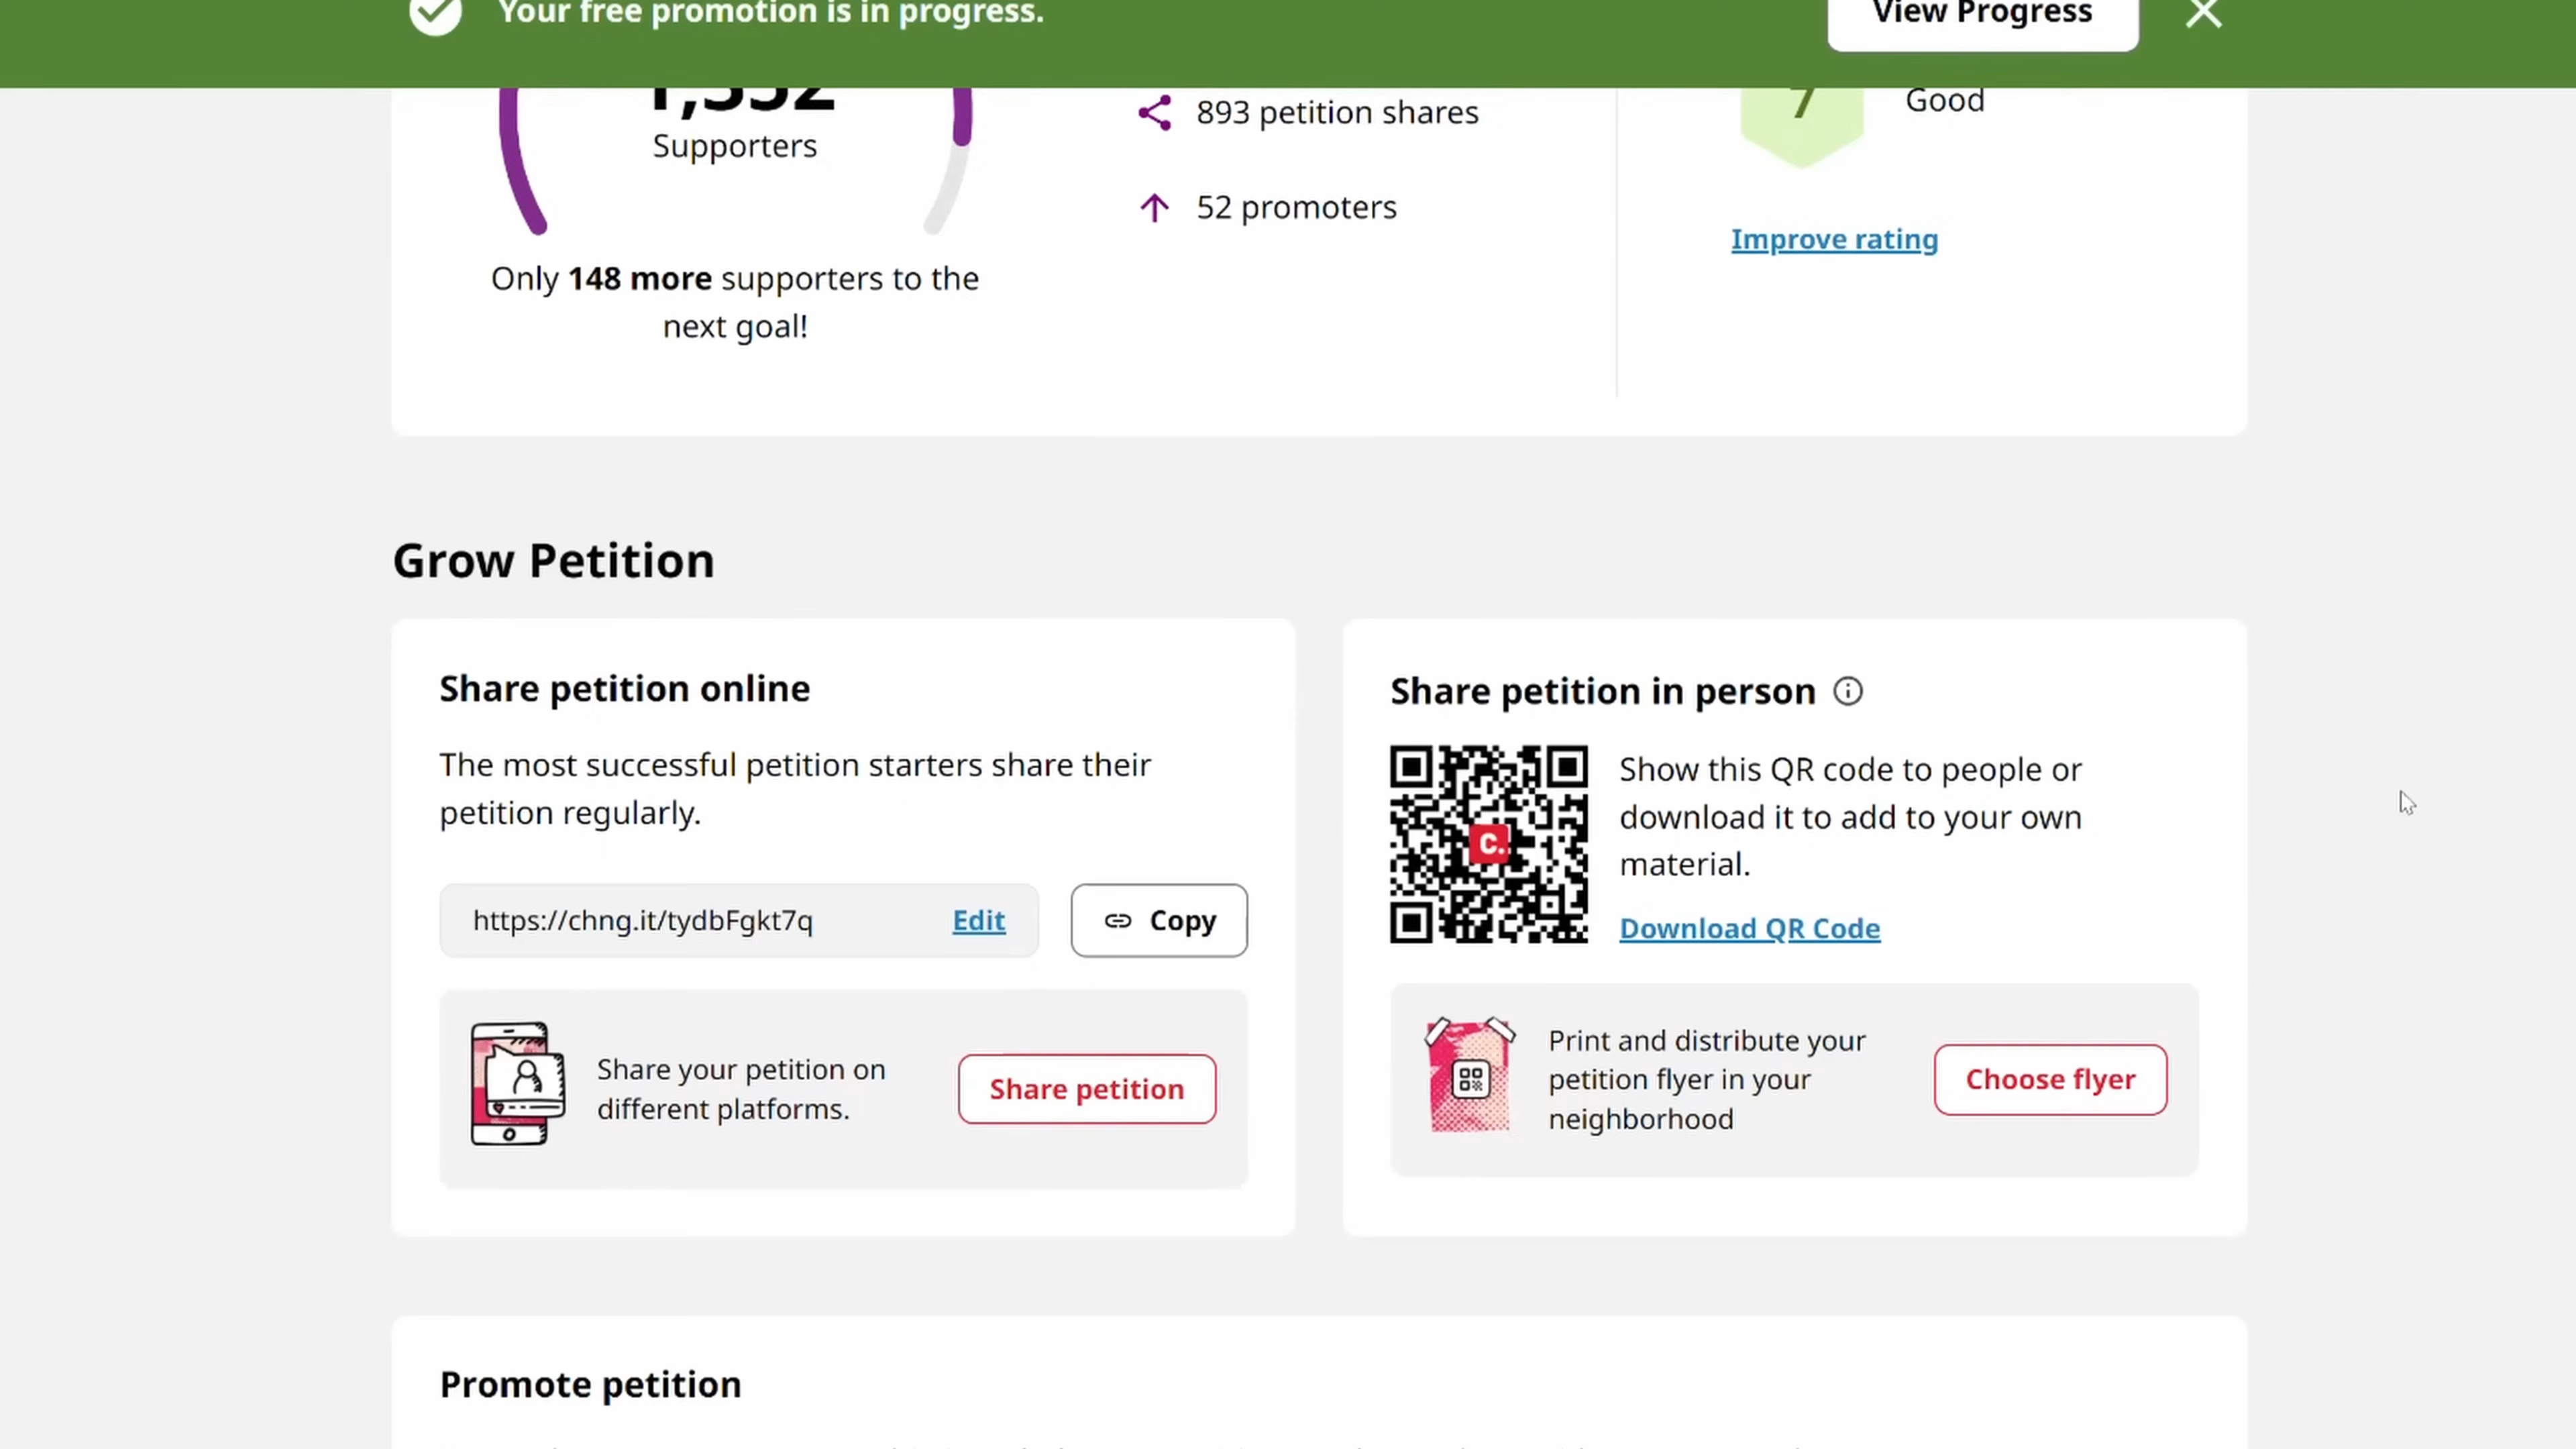 Your free promotion is in progress.
View Progress
1,352
Supporters
893 petition shares
52 promoters
Only 148 more supporters to the
next goal!
7
Good
Improve rating
Grow Petition
Share petition online
The most successful petition starters share their
petition regularly.
https://chng.it/tydbFgkt7q
Edit
Copy
Share your petition on
different platforms.
Share petition
Share petition in person
Show this QR code to people or
download it to add to your own
material.
C.
Download QR Code
Print and distribute your
petition flyer in your
neighborhood
Choose flyer
Promote petition